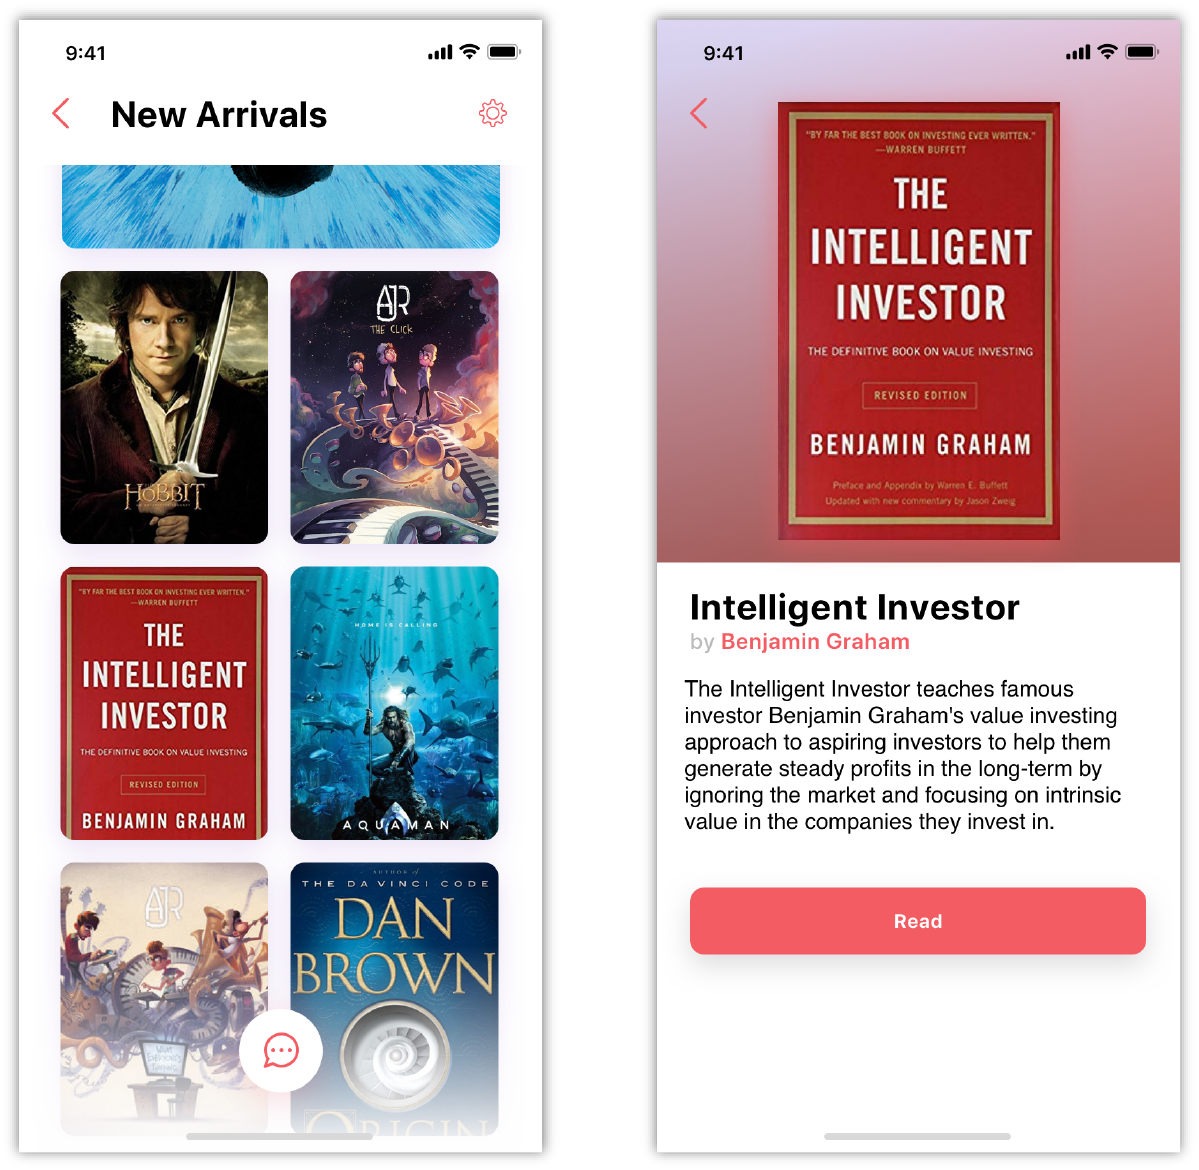 9:41
New Arrivals
AJR
THE CLICK
THE HOBBIT
"BY FAR THE BEST BOOK ON INVESTING EVER WRITTEN."
—WARREN BUFFETT
THE
INTELLIGENT
INVESTOR
THE DEFINITIVE BOOK ON VALUE INVESTING
REVISED EDITION
BENJAMIN GRAHAM
HOME IS CALLING
AQUAMAN
AJR
WHAT
EVERYONE'S
THINKING
AUTHOR of
THE DA VINCI CODE
DAN
BROWN
ORIGIN
9:41
"BY FAR THE BEST BOOK ON INVESTING EVER WRITTEN."
—WARREN BUFFETT
THE
INTELLIGENT
INVESTOR
THE DEFINITIVE BOOK ON VALUE INVESTING
REVISED EDITION
BENJAMIN GRAHAM
Preface and Appendix by Warren E. Buffett
Updated with new commentary by Jason Zweig
Intelligent Investor
by Benjamin Graham
The Intelligent Investor teaches famous
investor Benjamin Graham's value investing
approach to aspiring investors to help them
generate steady profits in the long-term by
ignoring the market and focusing on intrinsic
value in the companies they invest in.
Read